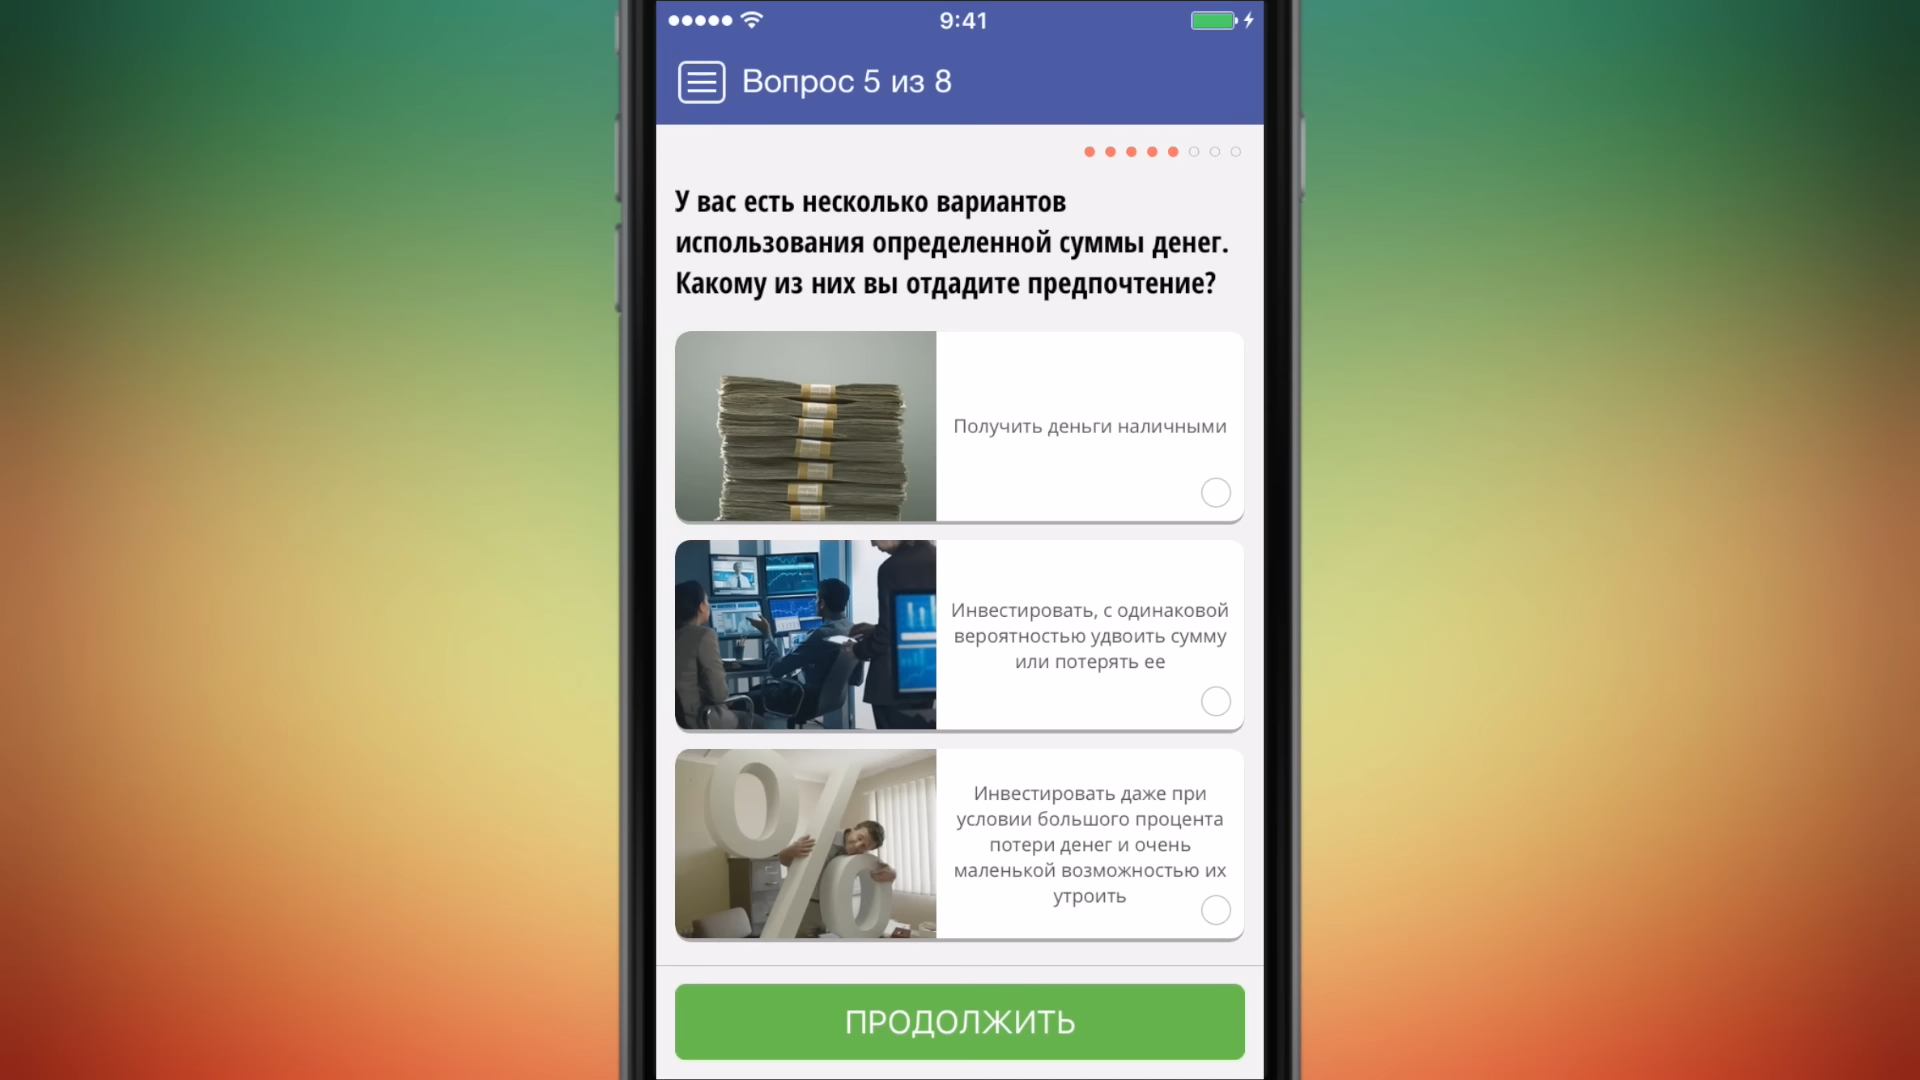 9:41
Вопрос 5 из 8
У вас есть несколько вариантов
использования определенной суммы денег.
Какому из них вы отдадите предпочтение?
Получить деньги наличными
Инвестировать, с одинаковой
вероятностью удвоить сумму
или потерять ее
Инвестировать даже при
условии большого процента
потери денег и очень
маленькой возможностью их
утроить
ПРОДОЛЖИТЬ